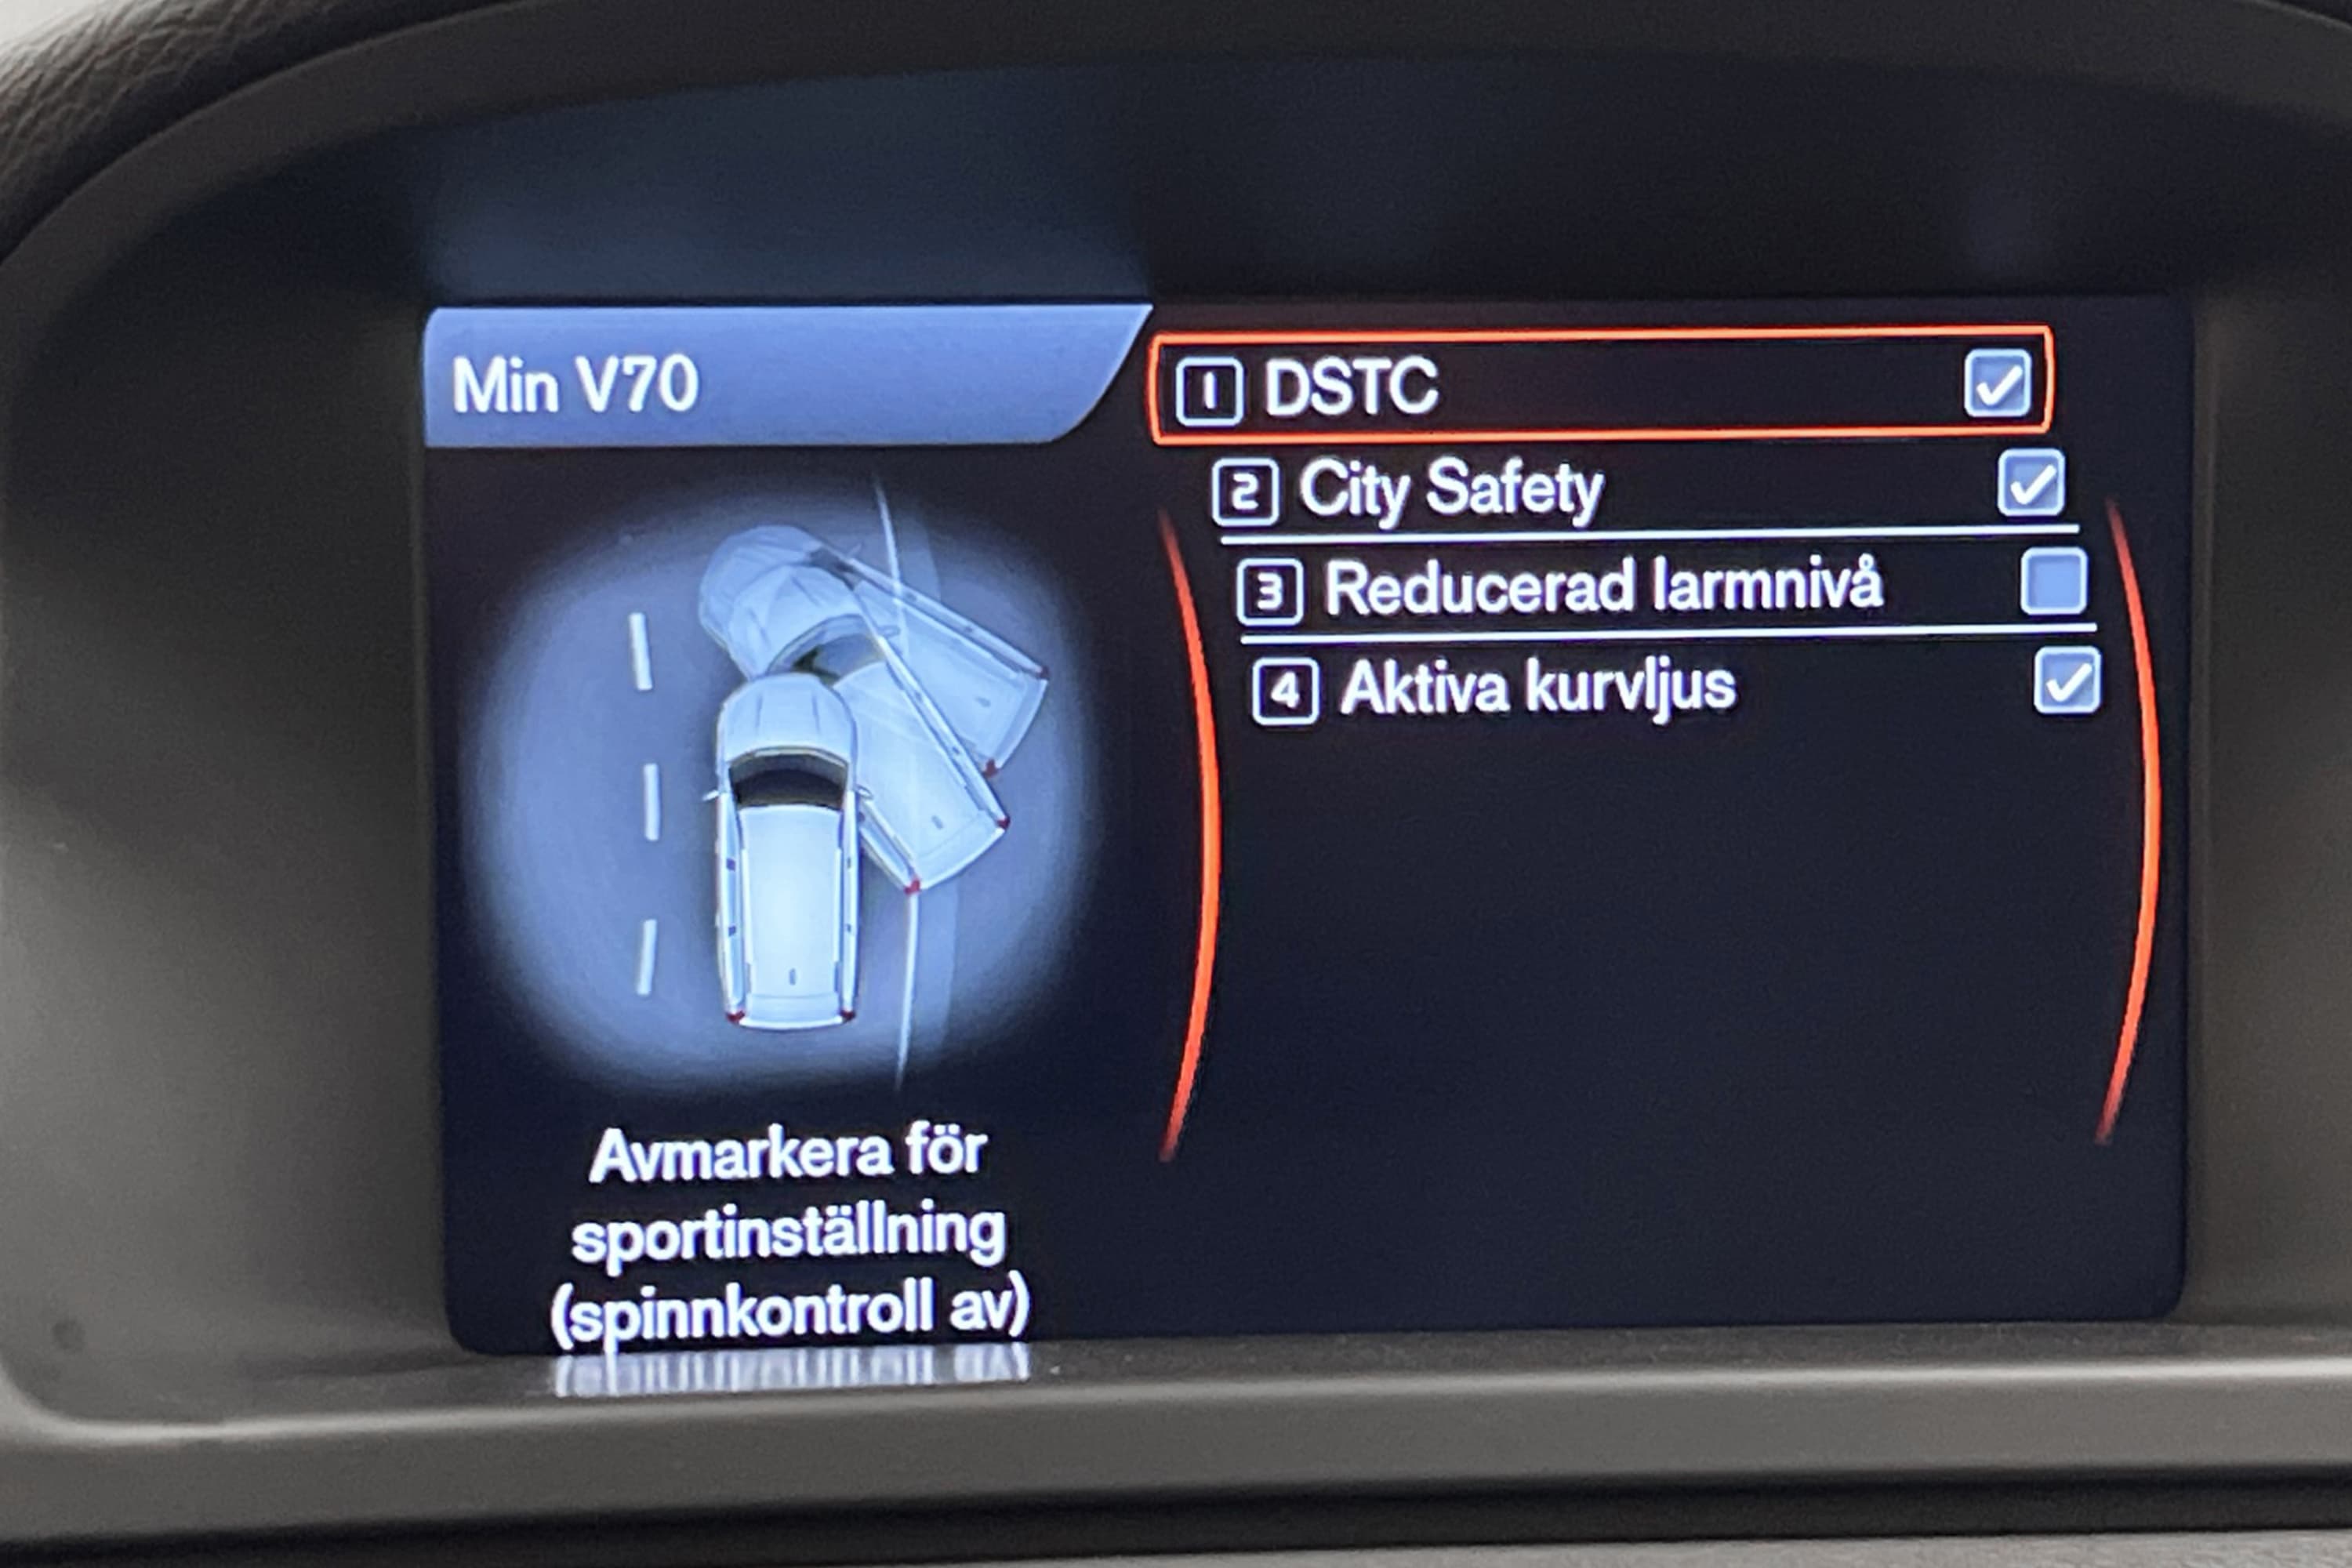 Min V70
1 DSTC
2 City Safety
3 Reducerad larmnivå
4 Aktiva kurvljus
Avmarkera för
sportinställning
(spinnkontroll av)